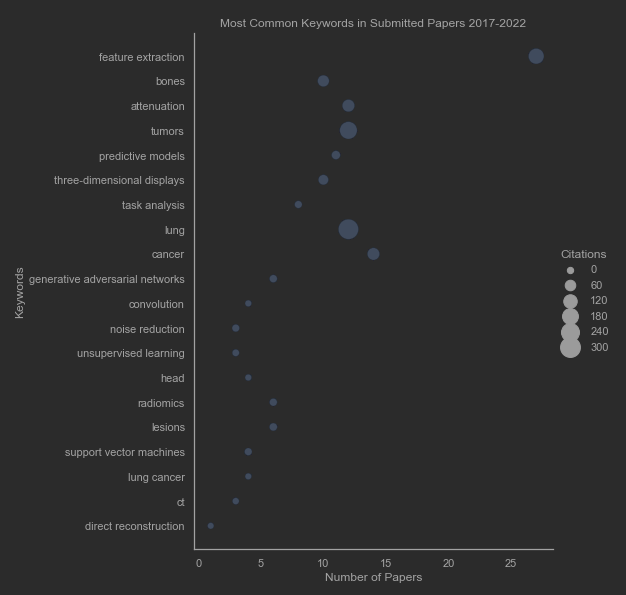 Most Common Keywords in Submitted Papers 2017-2022
feature extraction
bones
attenuation
tumors
predictive models
three-dimensional displays
task analysis
lung
cancer
generative adversarial networks
convolution
noise reduction
unsupervised learning
head
radiomics
lesions
support vector machines
lung cancer
ct
direct reconstruction
Keywords
0 5 10 15 20 25
Number of Papers
Citations
0
60
120
180
240
300